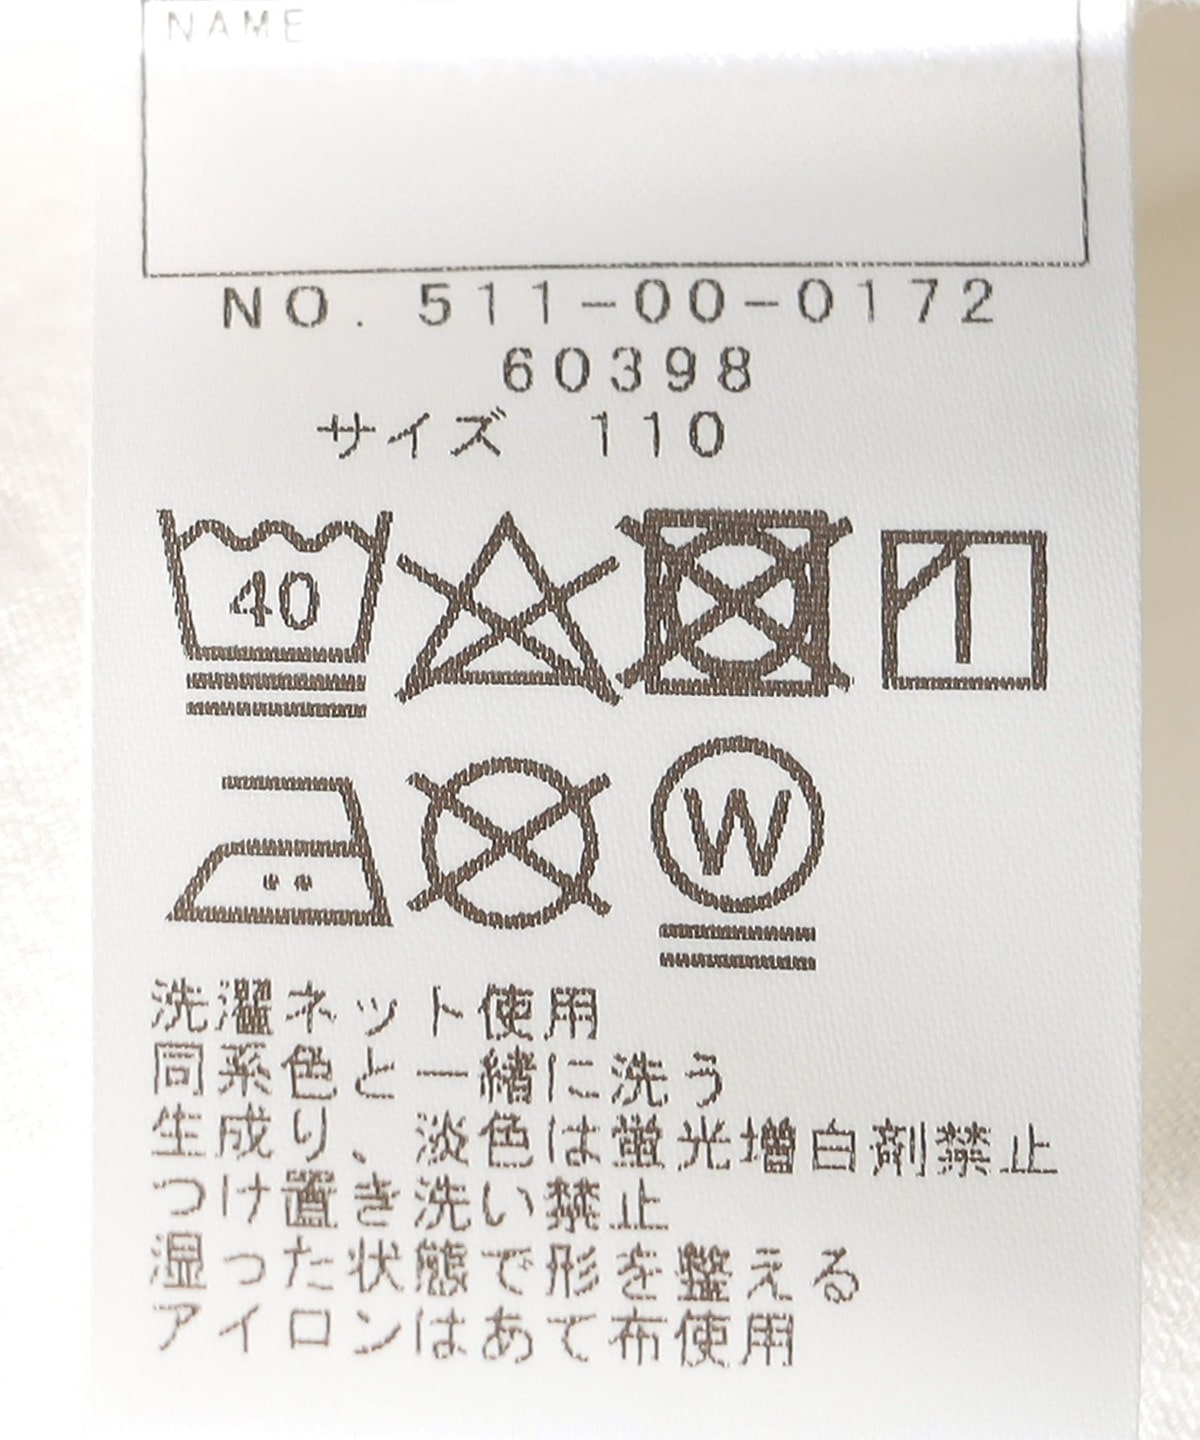 NAME
NO. 511-00-0172
60398
サイズ 110
40
W
洗濯ネット使用
同系色と一緒に洗う
生成り、淡色は蛍光増白剤禁止
つけ置き洗い禁止
湿った状態で形を整える
アイロンはあて布使用